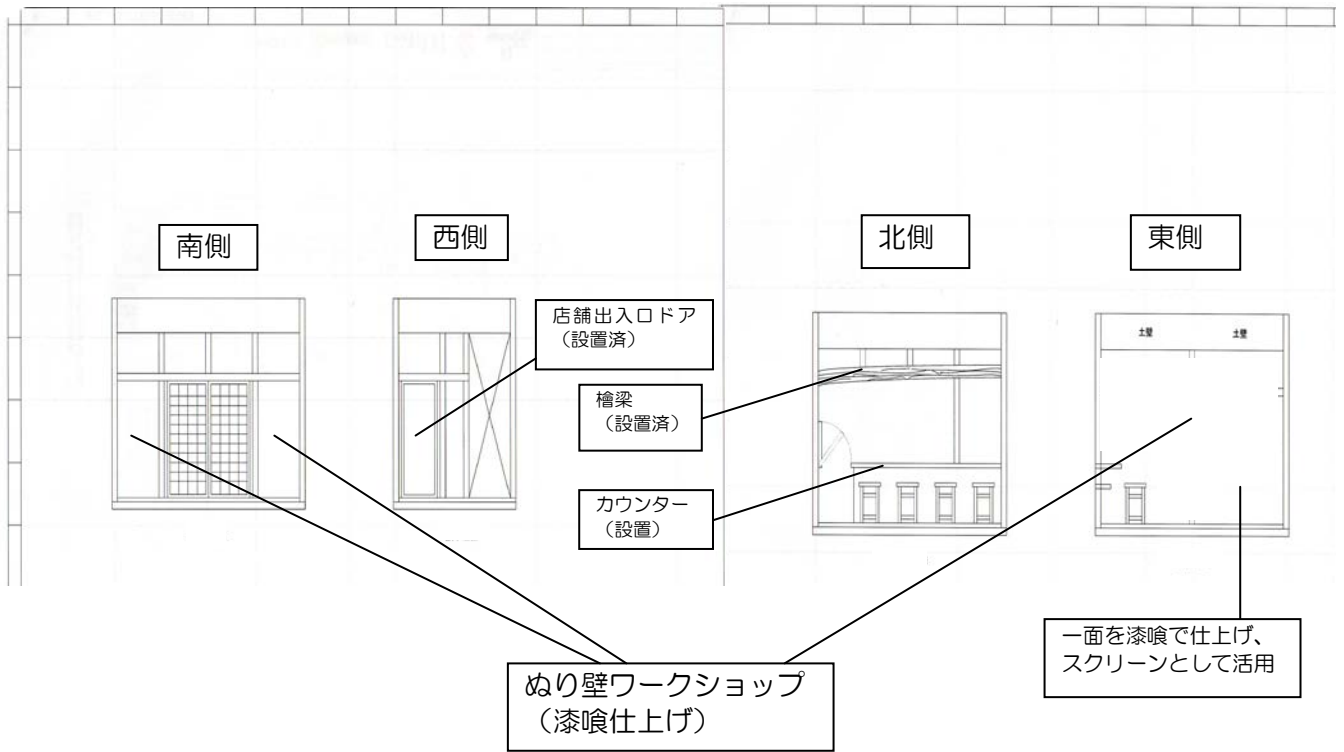 南側
西側
北側
東側
店舗出入口ドア
（設置済）
土壁
土壁
檜梁
（設置済）
カウンター
（設置）
一面を漆喰で仕上げ、
スクリーンとして活用
ぬり壁ワークショップ
（漆喰仕上げ）